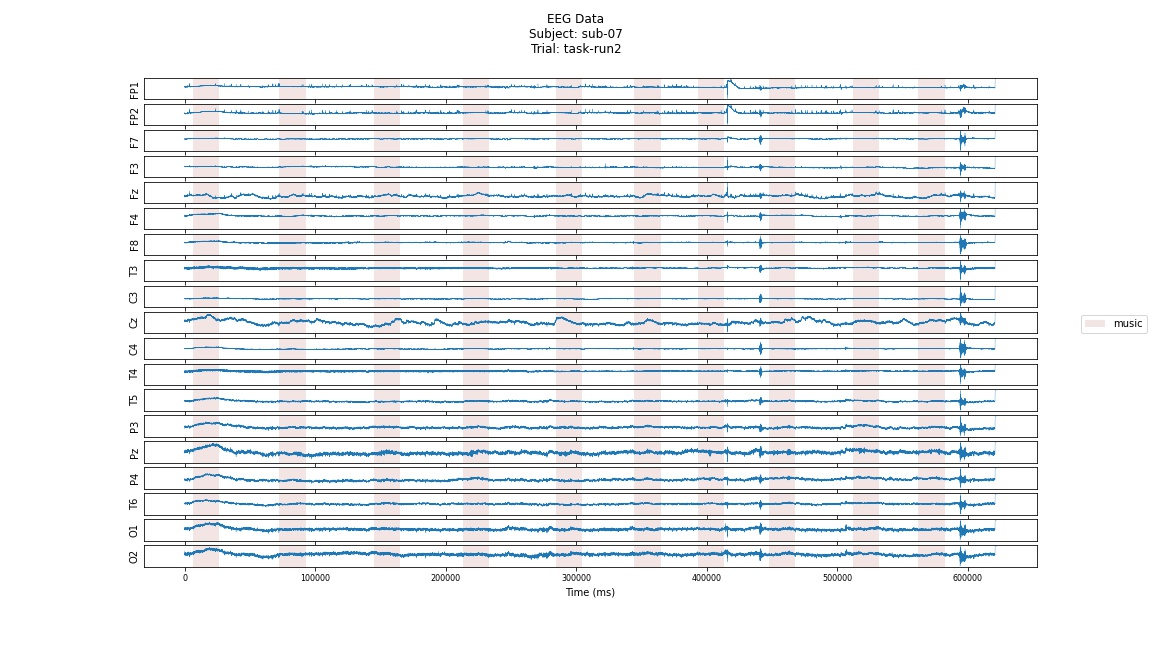 EEG Data
Subject: sub-07
Trial: task-run2
FP1
FP2
F7
F3
Fz
F4
F8
T3
C3
Cz
C4
T4
T5
P3
Pz
P4
T6
O1
O2
music
0 100000 200000 300000 400000 500000 600000
Time (ms)